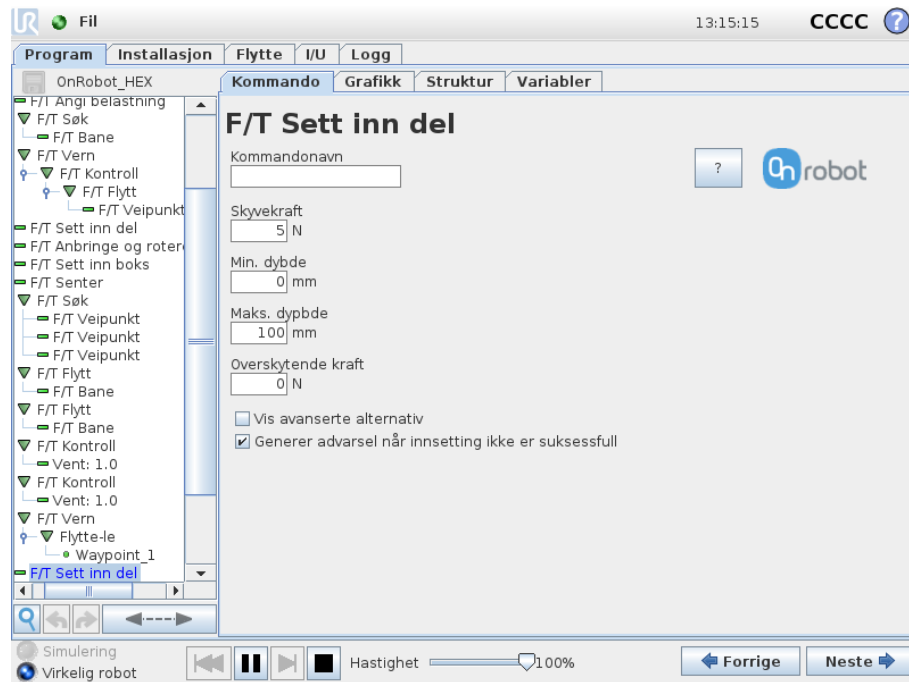 Fil
13:15:15
CCCC
?
Program
Installasjon
Flytte
I/U
Logg
OnRobot_HEX
Kommando
Grafikk
Struktur
Variabler
F/T Angi belastning
F/T Søk
F/T Bane
F/T Vern
F/T Kontroll
F/T Flytt
F/T Veipunkt
F/T Sett inn del
F/T Anbringe og roter
F/T Sett inn boks
F/T Senter
F/T Søk
F/T Veipunkt
F/T Veipunkt
F/T Veipunkt
F/T Flytt
F/T Bane
F/T Flytt
F/T Bane
F/T Kontroll
Vent: 1.0
F/T Kontroll
Vent: 1.0
F/T Vern
Flytte-le
Waypoint_1
F/T Sett inn del
F/T Sett inn del
Kommandonavn
?
On robot
Skyvekraft
5 N
Min. dybde
0 mm
Maks. dypbde
100 mm
Overskytende kraft
0 N
Vis avanserte alternativ
Generer advarsel når innsetting ikke er suksessfull
Simulering
Virkelig robot
Hastighet
100%
Forrige
Neste